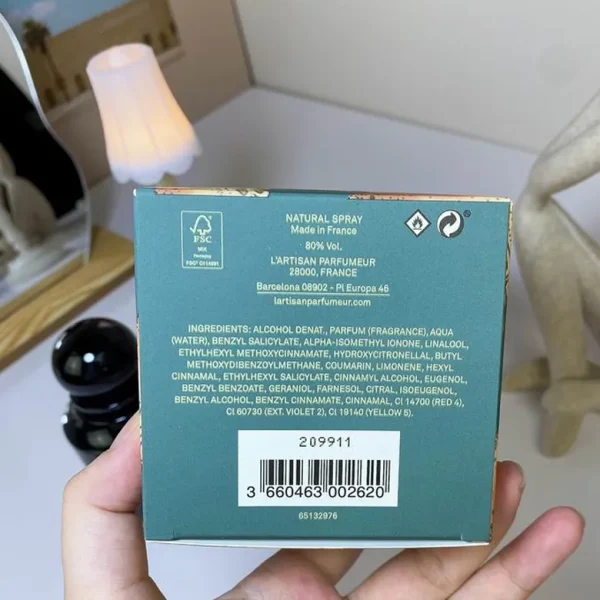 FSC
MIX
NATURAL SPRAY
Made in France
80% Vol.
L'ARTISAN PARFUMEUR
28000, FRANCE
Barcelona 08902 - Pl Europa 46
lartisanparfumeur.com
INGREDIENTS: ALCOHOL DENAT., PARFUM (FRAGRANCE), AQUA
(WATER), BENZYL SALICYLATE, ALPHA-ISOMETHYL IONONE, LINALOOL,
ETHYLHEXYL METHOXYCINNAMATE, HYDROXYCITRONELLAL, BUTYL
METHOXYDIBENZOYLMETHANE, COUMARIN, LIMONENE, HEXYL
CINNAMAL, ETHYLHEXYL SALICYLATE, CINNAMYL ALCOHOL, EUGENOL,
BENZYL BENZOATE, GERANIOL, FARNESOL, CITRAL, ISOEUGENOL,
BENZYL ALCOHOL, BENZYL CINNAMATE, CINNAMAL, CI 14700 (RED 4),
CI 60730 (EXT. VIOLET 2), CI 19140 (YELLOW 5).
209911
3 660463 002620
65132976